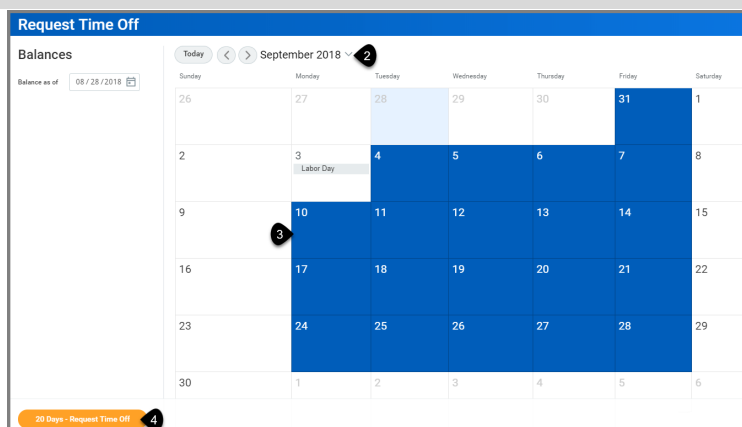 Request Time Off
Balances
Balance as of 08 / 28 / 2018
Today September 2018 2
Sunday Monday Tuesday Wednesday Thursday Friday Saturday
26 27 28 29 30 31 1
2 3 4 5 6 7 8
Labor Day
9 10 11 12 13 14 15
3
16 17 18 19 20 21 22
23 24 25 26 27 28 29
30 1 2 3 4 5 6
20 Days - Request Time Off 4